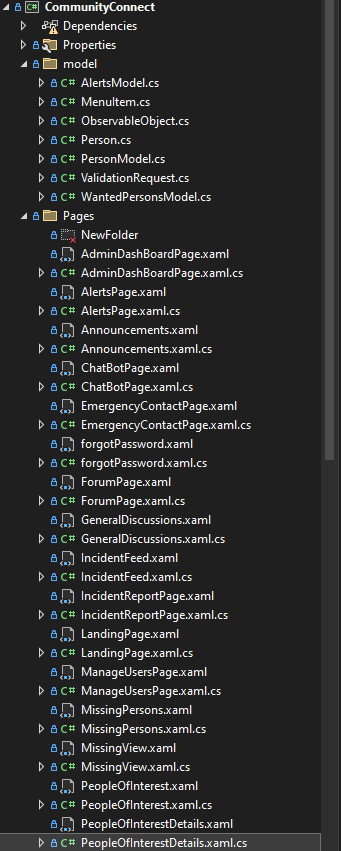 C# CommunityConnect
Dependencies
Properties
model
C# AlertsModel.cs
C# MenuItem.cs
C# ObservableObject.cs
C# Person.cs
C# PersonModel.cs
C# ValidationRequest.cs
C# WantedPersonsModel.cs
Pages
NewFolder
AdminDashBoardPage.xaml
C# AdminDashBoardPage.xaml.cs
AlertsPage.xaml
C# AlertsPage.xaml.cs
Announcements.xaml
C# Announcements.xaml.cs
ChatBotPage.xaml
C# ChatBotPage.xaml.cs
EmergencyContactPage.xaml
C# EmergencyContactPage.xaml.cs
forgotPassword.xaml
C# forgotPassword.xaml.cs
ForumPage.xaml
C# ForumPage.xaml.cs
GeneralDiscussions.xaml
C# GeneralDiscussions.xaml.cs
IncidentFeed.xaml
C# IncidentFeed.xaml.cs
IncidentReportPage.xaml
C# IncidentReportPage.xaml.cs
LandingPage.xaml
C# LandingPage.xaml.cs
ManageUsersPage.xaml
C# ManageUsersPage.xaml.cs
MissingPersons.xaml
C# MissingPersons.xaml.cs
MissingView.xaml
C# MissingView.xaml.cs
PeopleOfInterest.xaml
C# PeopleOfInterest.xaml.cs
PeopleOfInterestDetails.xaml
C# PeopleOfInterestDetails.xaml.cs